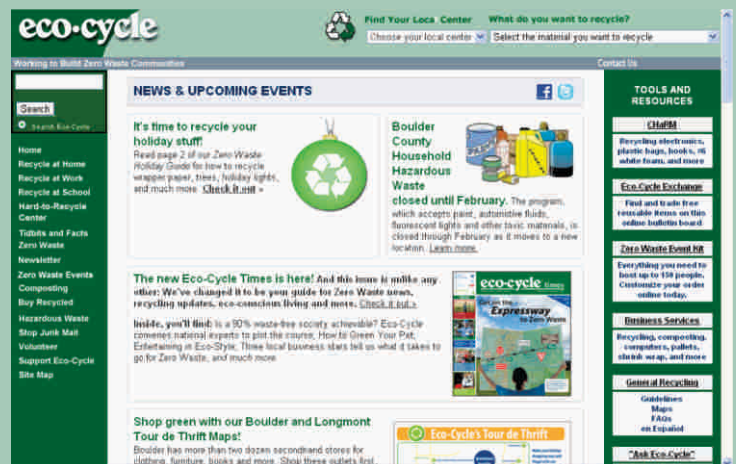 eco·cycle
Find Your Local Center
What do you want to recycle?
Choose your local center
Select the material you want to recycle
Working to Build Zero Waste Communities
Contact Us
Search
Search Eco-Cycle
Home
Recycle at Home
Recycle at Work
Recycle at School
Hard-to-Recycle
Center
Tidbits and Facts
Zero Waste
Newsletter
Zero Waste Events
Composting
Buy Recycled
Hazardous Waste
Stop Junk Mail
Volunteer
Support Eco-Cycle
Site Map
NEWS & UPCOMING EVENTS
It's time to recycle your
holiday stuff!
Read page 2 of our Zero Waste
Holiday Guide for how to recycle
wrapper paper, trees, holiday lights,
and much more. Check it out »
Boulder
County
Household
Hazardous
Waste
closed until February. The program,
which accepts paint, automotive fluids,
fluorescent lights and other toxic materials, is
closed through February as it moves to a new
location. Learn more.
The new Eco-Cycle Times is here! And this issue is unlike any
other: We've changed it to be your guide for Zero Waste news,
recycling updates, eco-conscious living and more. Check it out »
Inside, you'll find: Is a 90% waste-free society achievable? Eco-Cycle
convenes national experts to plot the course, How to Green Your Pet,
Entertaining in Eco-Style, Three local business stars tell us what it takes to
go for Zero Waste, and much more.
eco·cycle times
Get on the
Expressway
to Zero Waste
Shop green with our Boulder and Longmont
Tour de Thrift Maps!
Boulder has more than two dozen secondhand stores for
clothing, furniture, books and more. Shop these outlets first
Eco-Cycle's Tour de Thrift
TOOLS AND
RESOURCES
CHaRM
Recycling electronics,
plastic bags, books, #6
white foam, and more
Eco-Cycle Exchange
Find and trade free
reusable items on this
online bulletin board
Zero Waste Event Kit
Everything you need to
host up to 150 people.
Customize your order
online today.
Business Services
Recycling, composting,
computers, pallets,
shrink wrap, and more
General Recycling
Guidelines
Maps
FAQs
en Español
"Ask Eco-Cycle"